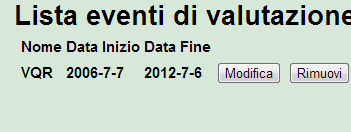 Lista eventi di valutazione
Nome Data Inizio Data Fine
VQR 2006-7-7 2012-7-6 Modifica Rimuovi